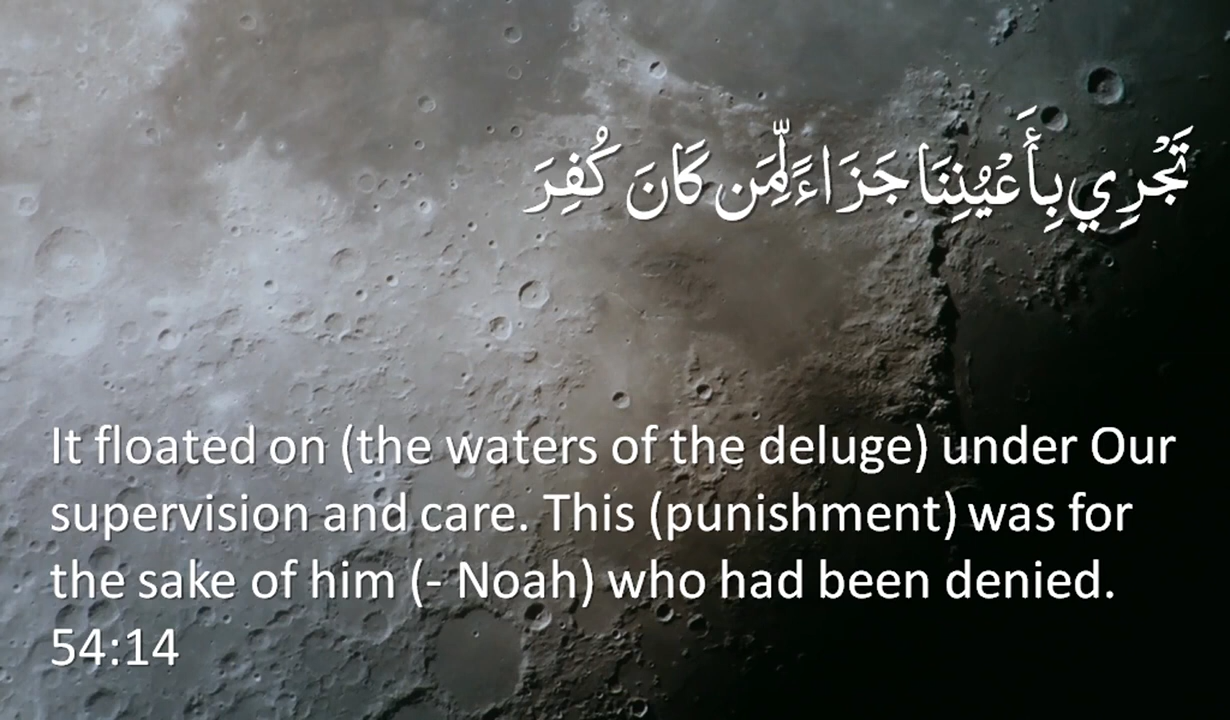 تَجْرِي بِأَعْيُنِنَا جَزَاءً لِّمَن كَانَ كُفِرَ
It floated on (the waters of the deluge) under Our
supervision and care. This (punishment) was for
the sake of him (- Noah) who had been denied.
54:14